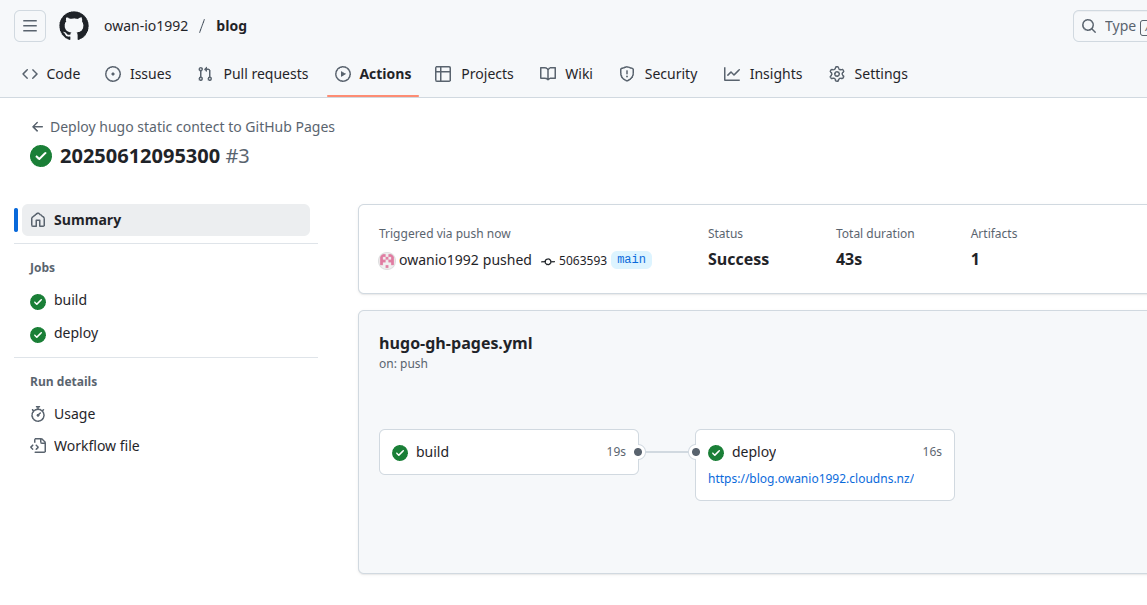 owan-io1992 / blog
Type
Code Issues Pull requests Actions Projects Wiki Security Insights Settings
Deploy hugo static contect to GitHub Pages
20250612095300 #3
Summary
Jobs
build
deploy
Run details
Usage
Workflow file
Triggered via push now
owanio1992 pushed 5063593 main
Status
Success
Total duration
43s
Artifacts
1
hugo-gh-pages.yml
on: push
build 19s
deploy 16s
https://blog.owanio1992.cloudns.nz/